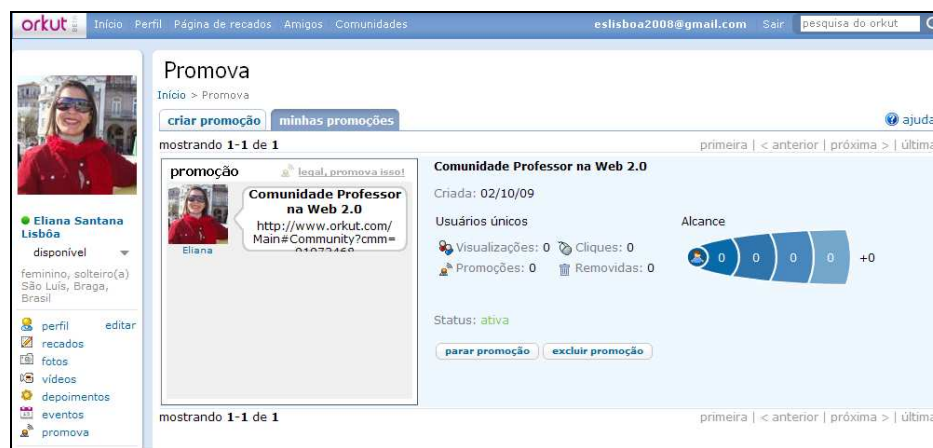 orkut BETA Início Perfil Página de recados Amigos Comunidades eslisboa2008@gmail.com Sair pesquisa do orkut
Promova
Início > Promova
criar promoção minhas promoções ajuda
mostrando 1-1 de 1 primeira | < anterior | próxima > | última
promoção legal, promova isso!
Comunidade Professor
na Web 2.0
http://www.orkut.com/
Main#Community?cmm=
Eliana
Comunidade Professor na Web 2.0
Criada: 02/10/09
Usuários únicos Alcance
Visualizações: 0 Cliques: 0
Promoções: 0 Removidas: 0
0 0 0 0 +0
Status: ativa
parar promoção excluir promoção
Eliana Santana
Lisbôa
disponível
feminino, solteiro(a)
São Luís, Braga,
Brasil
perfil editar
recados
fotos
vídeos
depoimentos
eventos
promova
mostrando 1-1 de 1 primeira | < anterior | próxima > | última